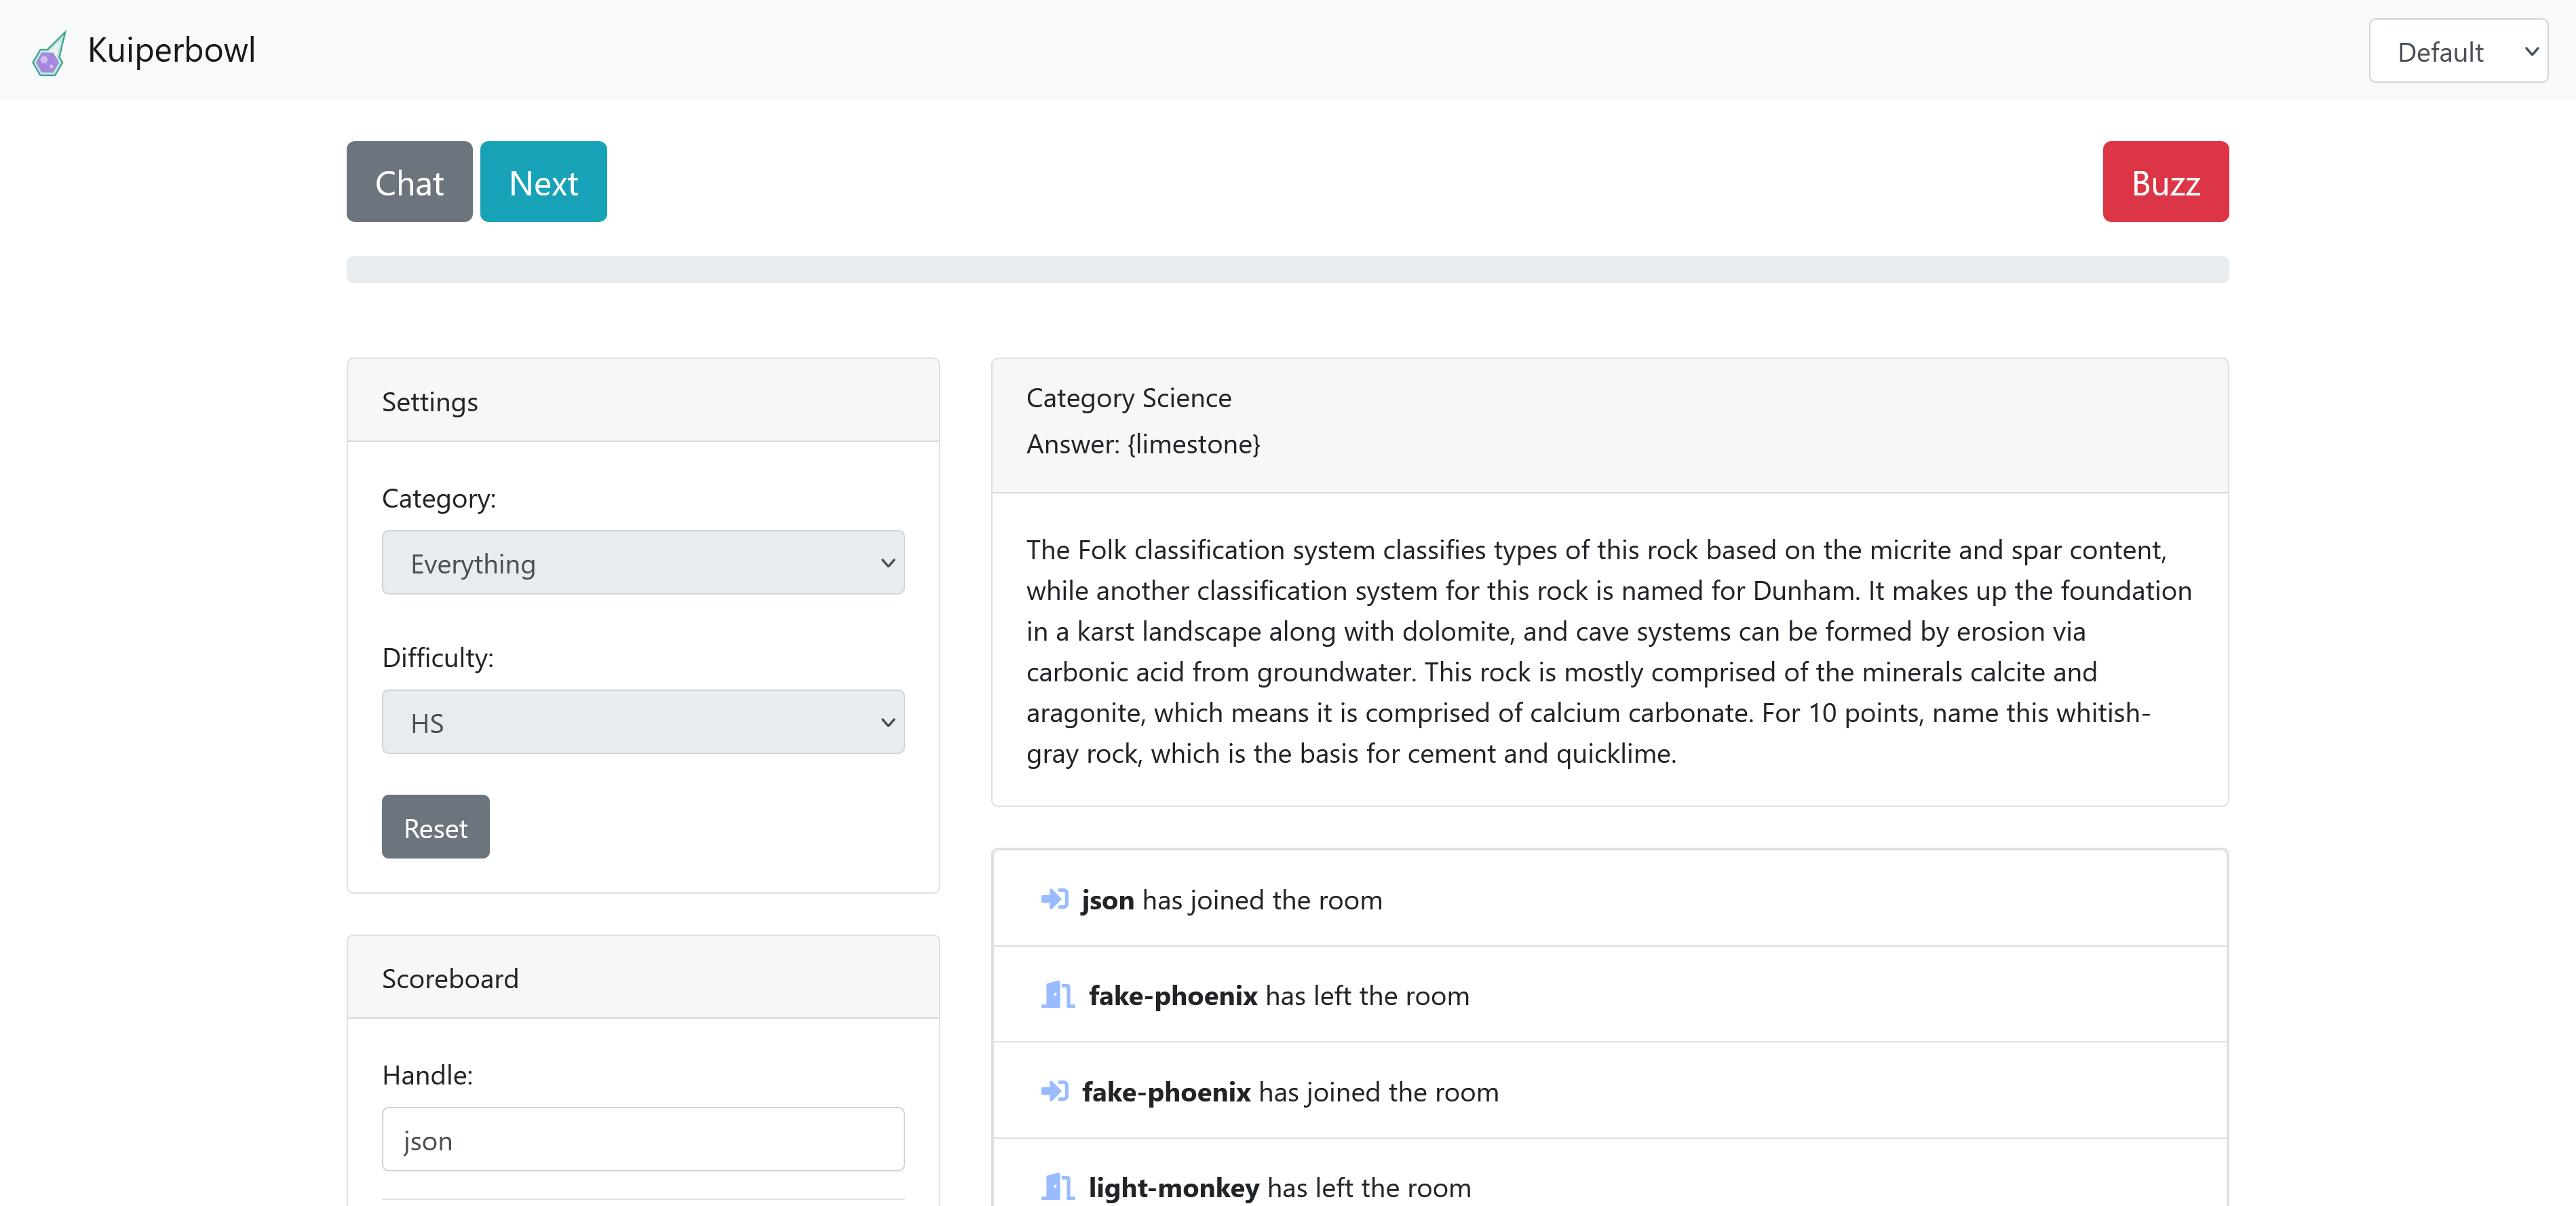 Kuiperbowl
Default
Chat
Next
Buzz
Settings
Category:
Everything
Difficulty:
HS
Reset
Scoreboard
Handle:
json
Category Science
Answer: {limestone}
The Folk classification system classifies types of this rock based on the micrite and spar content,
while another classification system for this rock is named for Dunham. It makes up the foundation
in a karst landscape along with dolomite, and cave systems can be formed by erosion via
carbonic acid from groundwater. This rock is mostly comprised of the minerals calcite and
aragonite, which means it is comprised of calcium carbonate. For 10 points, name this whitish-
gray rock, which is the basis for cement and quicklime.
json has joined the room
fake-phoenix has left the room
fake-phoenix has joined the room
light-monkey has left the room